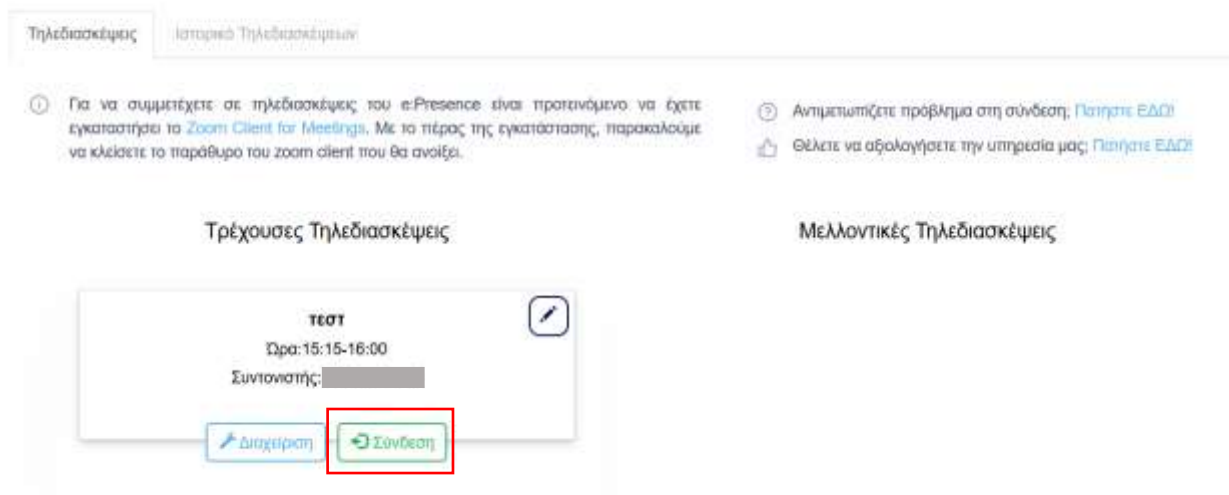 Τηλεδιασκέψεις
Ιστορικό Τηλεδιασκέψεων
Για να συμμετέχετε σε τηλεδιασκέψεις του e:Presence είναι προτεινόμενο να έχετε
εγκαταστήσει το Zoom Client for Meetings. Με το πέρας της εγκατάστασης, παρακαλούμε
να κλείσετε το παράθυρο του zoom client που θα ανοίξει.
Αντιμετωπίζετε πρόβλημα στη σύνδεση; Πατήστε ΕΔΩ!
Θέλετε να αξιολογήσετε την υπηρεσία μας; Πατήστε ΕΔΩ!
Τρέχουσες Τηλεδιασκέψεις
Μελλοντικές Τηλεδιασκέψεις
τεστ
Ώρα:15:15-16:00
Συντονιστής:
Διαχείριση
Σύνδεση